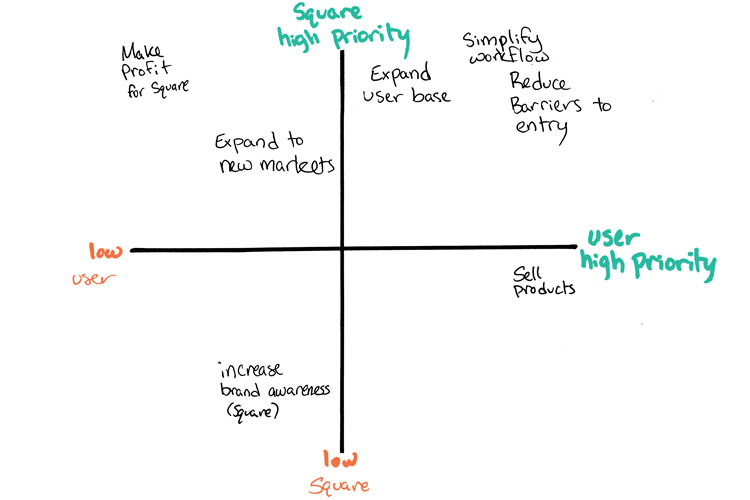 Square
high priority
Make
Profit
for Square
Expand
user base
Simplify
workflow
Reduce
Barriers to
entry
Expand to
new markets
low
user
user
high priority
Sell
products
increase
brand awareness
(Square)
low
Square